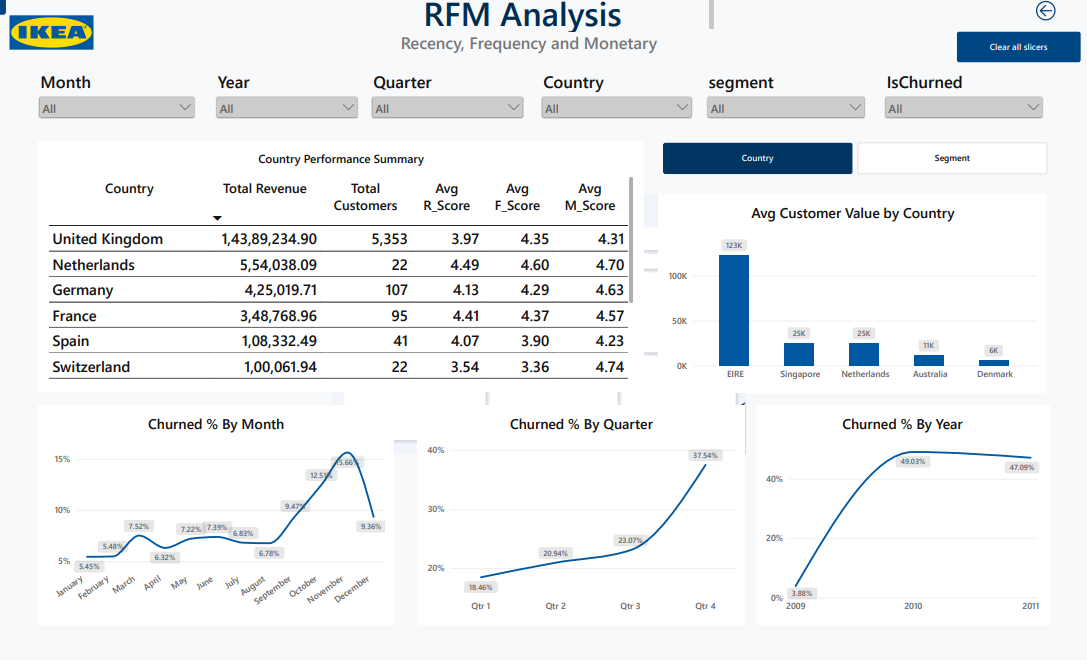 RFM Analysis
IKEA
Recency, Frequency and Monetary
Clear all slicers
Month Year Quarter Country segment IsChurned
All All All All All All
Country Performance Summary
Country Total Revenue Total Customers Avg R_Score Avg F_Score Avg M_Score
United Kingdom 1,43,89,234.90 5,353 3.97 4.35 4.31
Netherlands 5,54,038.09 22 4.49 4.60 4.70
Germany 4,25,019.71 107 4.13 4.29 4.63
France 3,48,768.96 95 4.41 4.37 4.57
Spain 1,08,332.49 41 4.07 3.90 4.23
Switzerland 1,00,061.94 22 3.54 3.36 4.74
Country Segment
Avg Customer Value by Country
100K
50K
0K
123K 25K 25K 11K 6K
EIRE Singapore Netherlands Australia Denmark
Churned % By Month
15%
10%
5%
5.45% 5.48% 7.52% 6.32% 7.22% 7.39% 6.83% 6.78% 9.47% 12.51% 15.66% 9.36%
January February March April May June July August September October November December
Churned % By Quarter
40%
30%
20%
18.46% 20.94% 23.07% 37.54%
Qtr 1 Qtr 2 Qtr 3 Qtr 4
Churned % By Year
40%
20%
0%
3.88% 49.03% 47.09%
2009 2010 2011